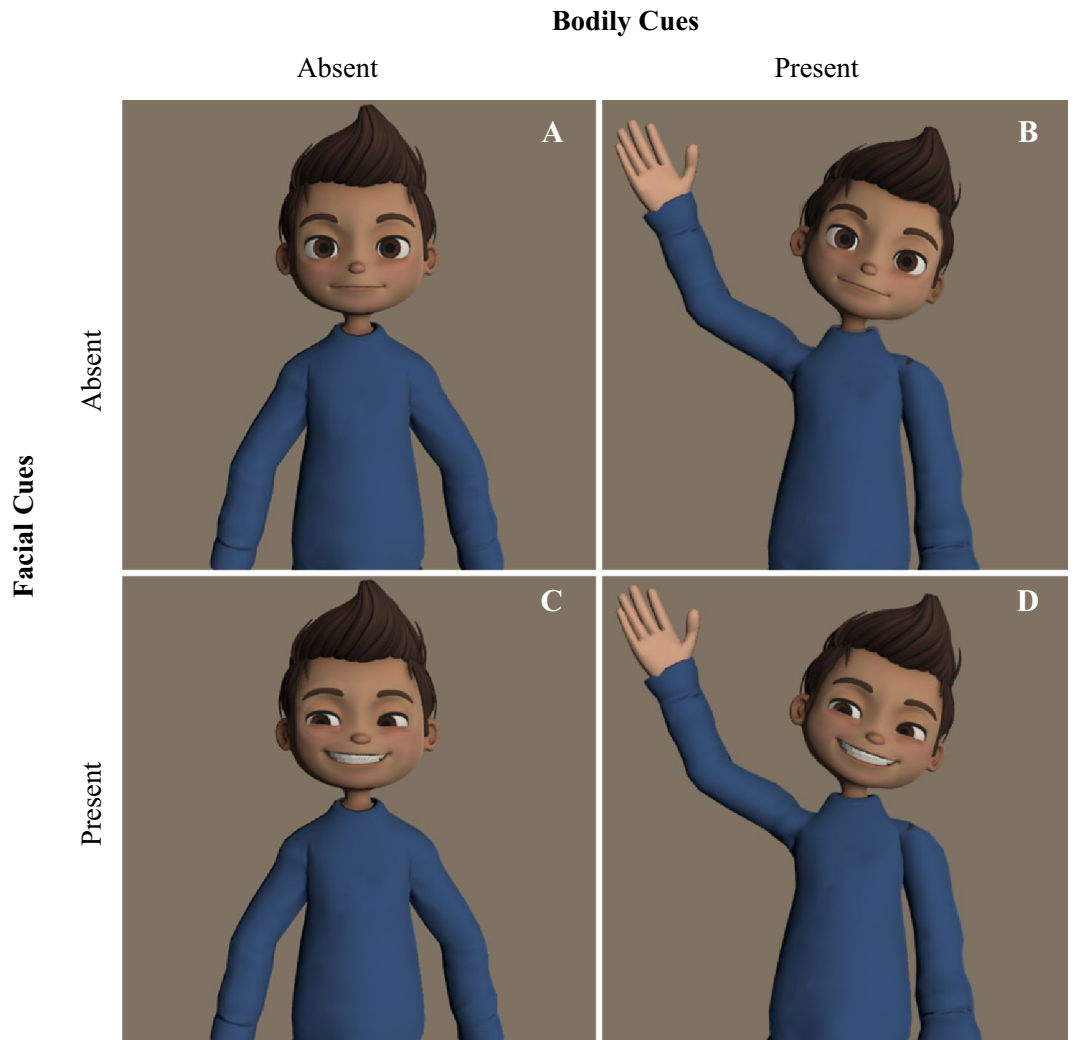 Bodily Cues
Absent
Present
A
B
Facial Cues
Absent
C
D
Present